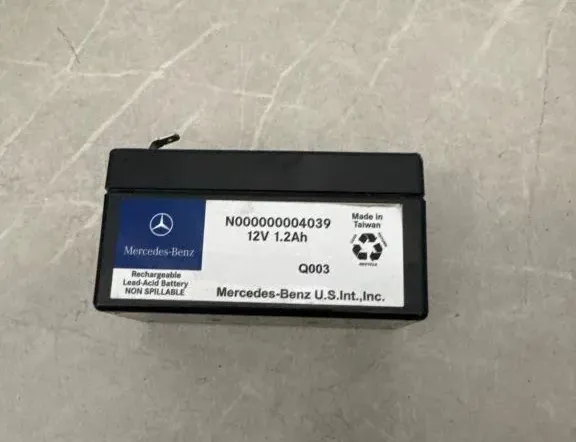 Mercedes-Benz
Rechargeable
Lead-Acid Battery
NON SPILLABLE
N000000004039
12V 1.2Ah
Q003
Mercedes-Benz U.S.Int.,Inc.
Made in
Taiwan